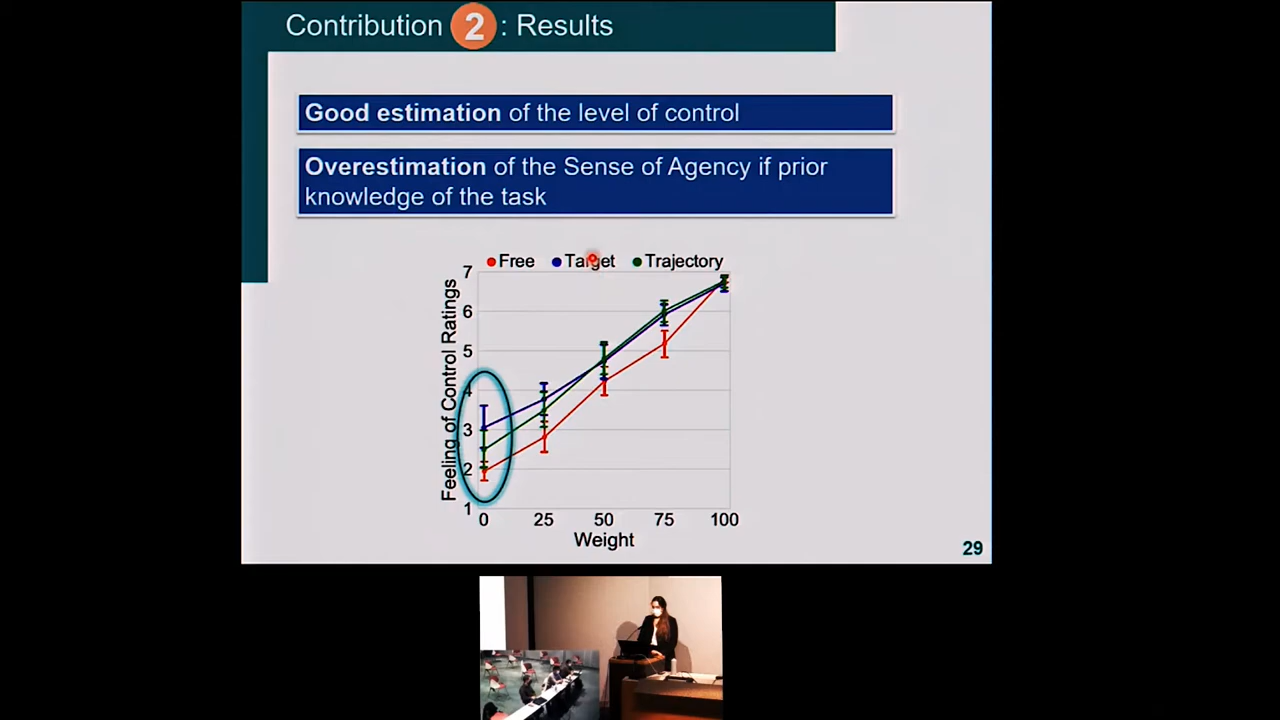 Contribution 2 : Results
Good estimation of the level of control
Overestimation of the Sense of Agency if prior
knowledge of the task
Free Target Trajectory
Feeling of Control Ratings
7
6
5
4
3
2
1
0 25 50 75 100
Weight
29